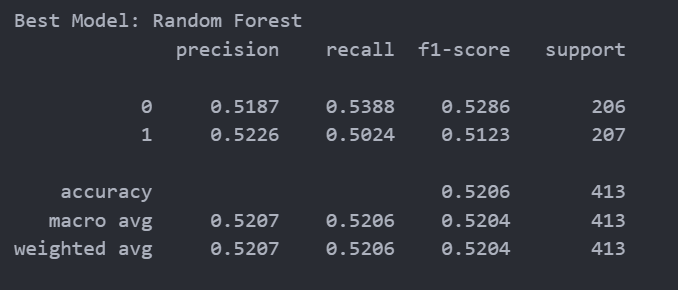 Best Model: Random Forest
precision recall f1-score support
0 0.5187 0.5388 0.5286 206
1 0.5226 0.5024 0.5123 207
accuracy 0.5206 413
macro avg 0.5207 0.5206 0.5204 413
weighted avg 0.5207 0.5206 0.5204 413